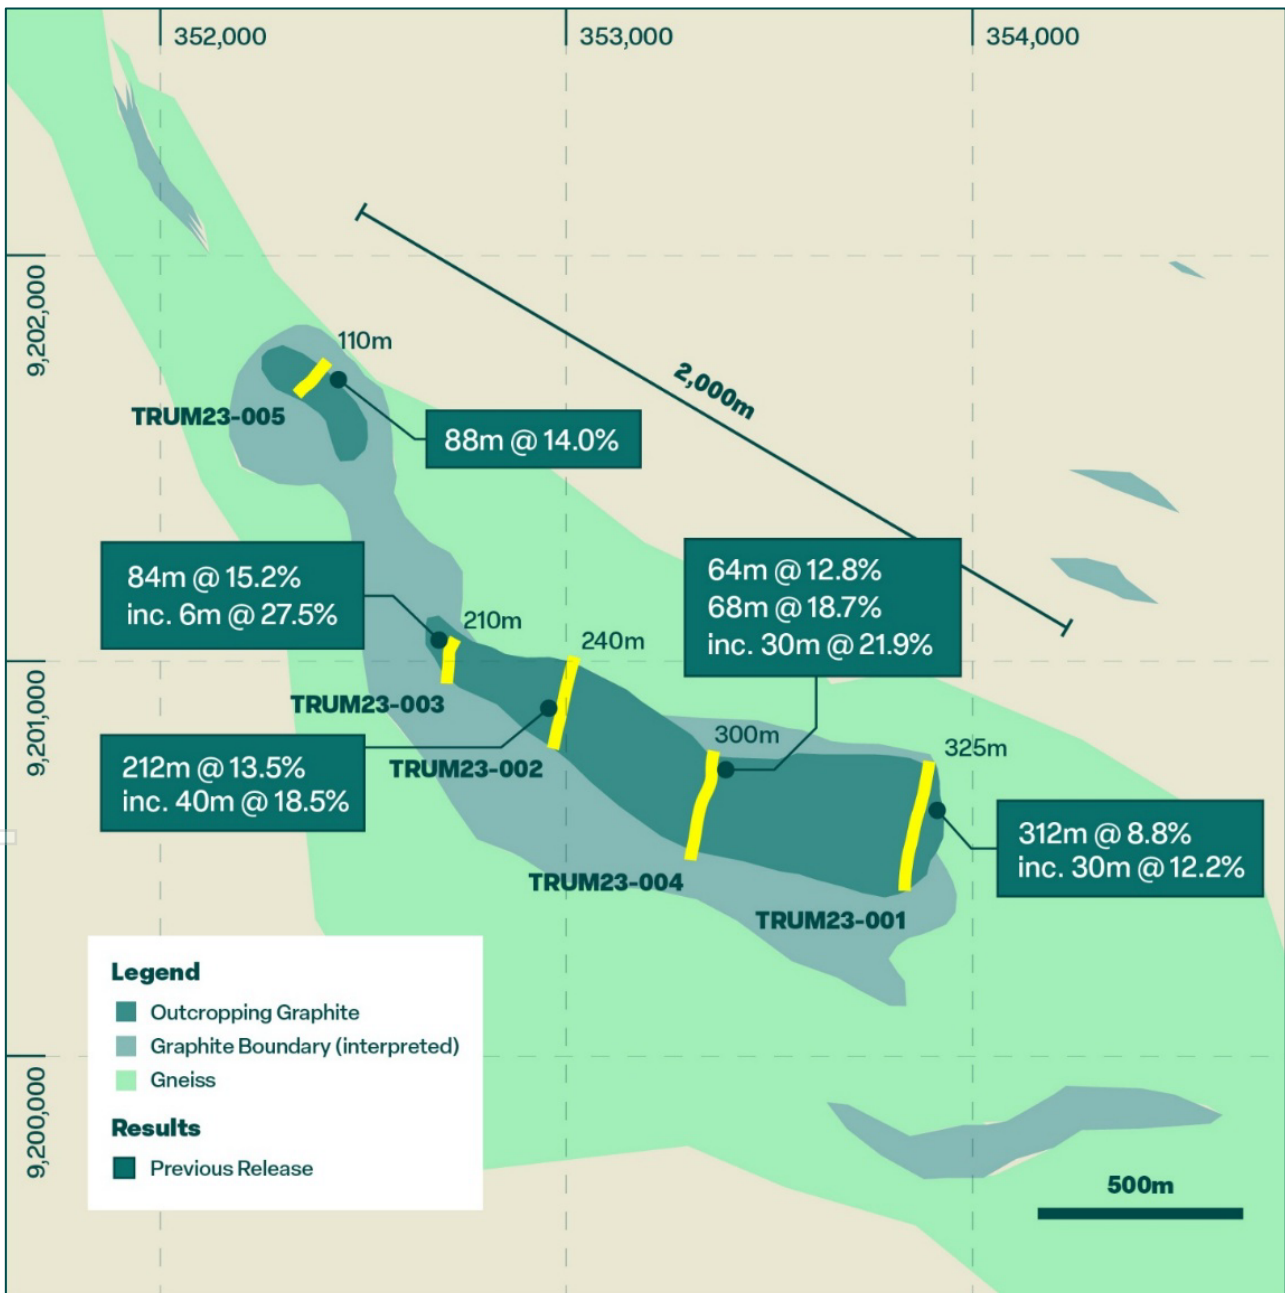 352,000
353,000
354,000
9,202,000
9,201,000
9,200,000
110m
TRUM23-005
88m @ 14.0%
2,000m
84m @ 15.2%
inc. 6m @ 27.5%
64m @ 12.8%
68m @ 18.7%
inc. 30m @ 21.9%
210m
240m
TRUM23-003
300m
325m
212m @ 13.5%
inc. 40m @ 18.5%
TRUM23-002
312m @ 8.8%
inc. 30m @ 12.2%
TRUM23-004
TRUM23-001
Legend
Outcropping Graphite
Graphite Boundary (interpreted)
Gneiss
Results
Previous Release
500m